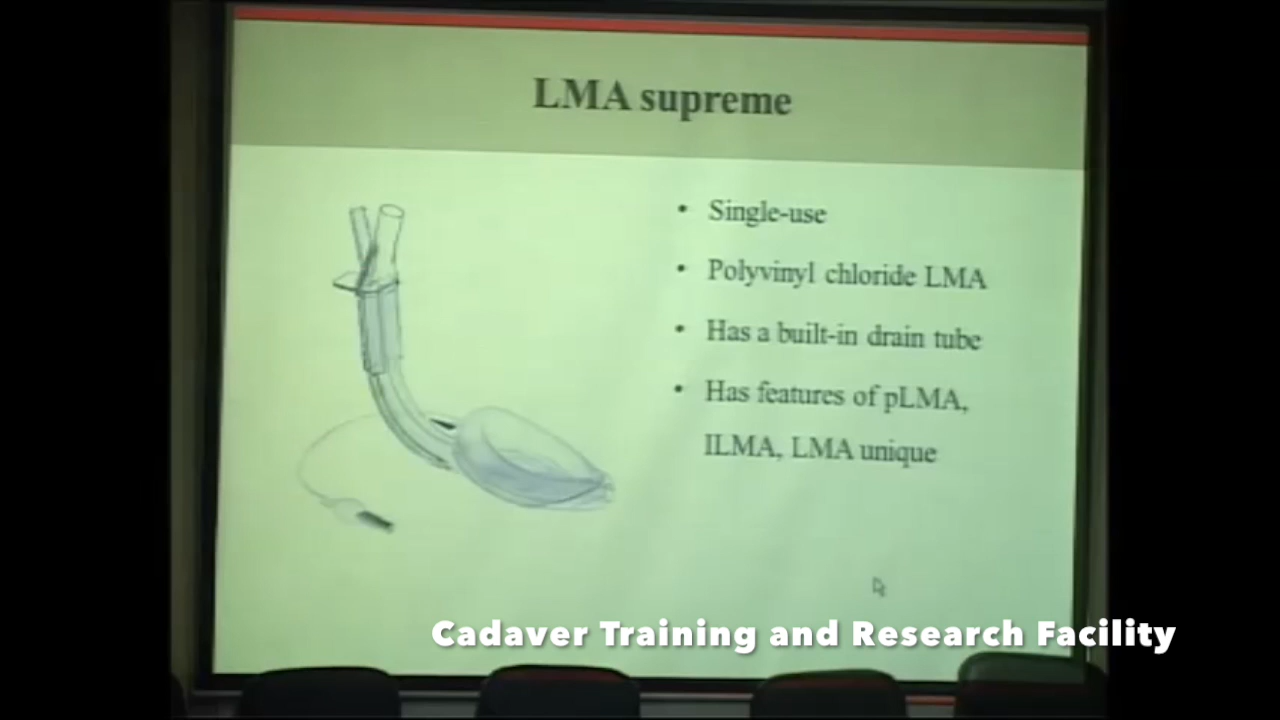 LMA supreme
• Single-use
• Polyvinyl chloride LMA
• Has a built-in drain tube
• Has features of pLMA,
ILMA, LMA unique
Cadaver Training and Research Facility